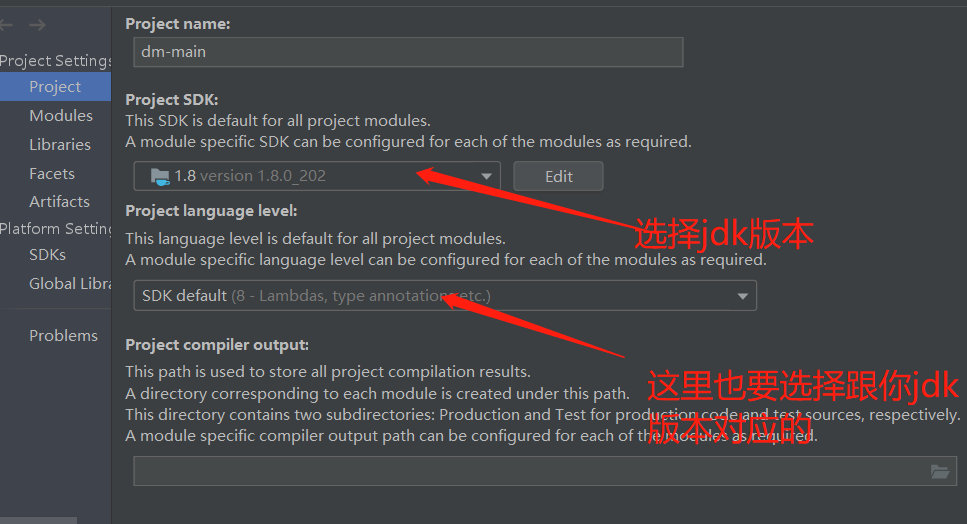 Project name:
Project Settings
dm-main
Project
Project SDK:
Modules
This SDK is default for all project modules.
Libraries
A module specific SDK can be configured for each of the modules as required.
Facets
1.8 version 1.8.0_202
Edit
Artifacts
Project language level:
选择jdk版本
Platform Setting
This language level is default for all project modules.
SDKs
A module specific language level can be configured for each of the modules as required.
Global Libra
SDK default (8 - Lambdas, type annotations etc.)
Problems
Project compiler output:
This path is used to store all project compilation results.
这里也要选择跟你jdk
A directory corresponding to each module is created under this path.
This directory contains two subdirectories: Production and Test for production code and test sources, respectively.
版本对应的
A module specific compiler output path can be configured for each of the modules as required.